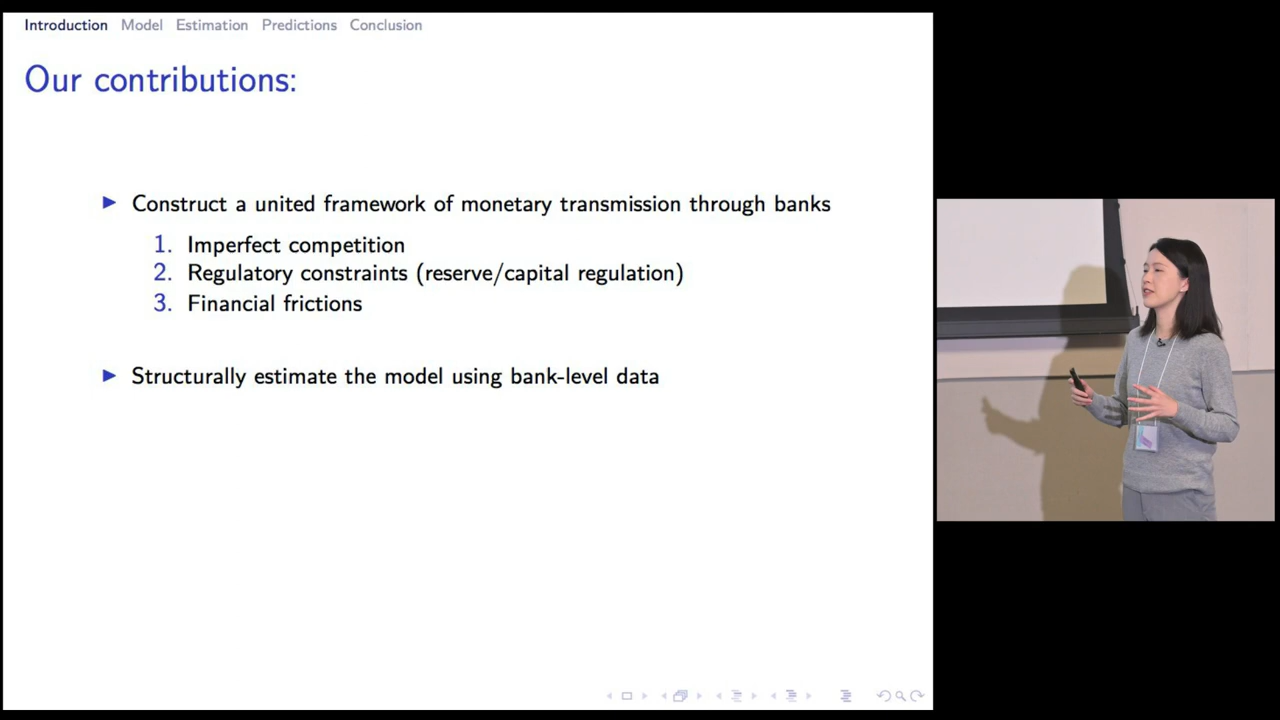 Introduction Model Estimation Predictions Conclusion
Our contributions:
Construct a united framework of monetary transmission through banks
1. Imperfect competition
2. Regulatory constraints (reserve/capital regulation)
3. Financial frictions
Structurally estimate the model using bank-level data